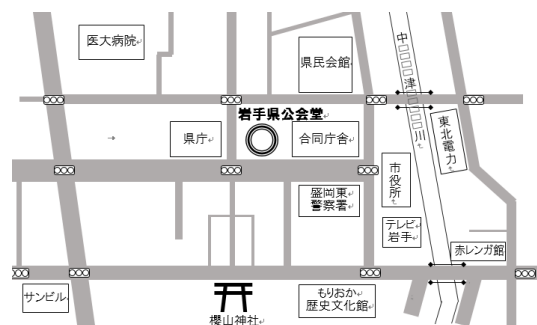 医大病院
県民会館
中津川
岩手県公会堂
県庁
合同庁舎
東北電力
市役所
盛岡東
警察署
テレビ
岩手
赤レンガ館
サンビル
もりおか
歴史文化館
櫻山神社